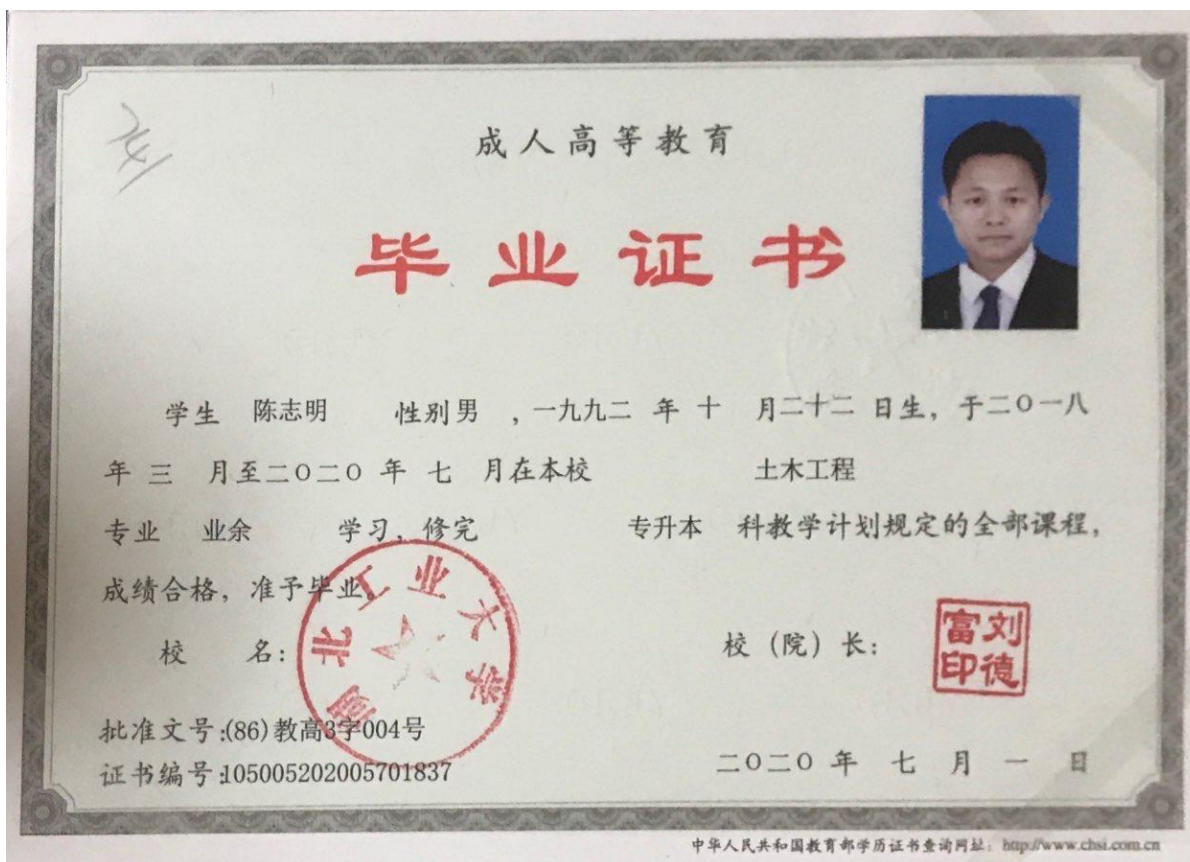 成人高等教育
毕业证书
学生 陈志明 性别 男 ，一九九二 年 十 月二十二 日生，于二０一八
年 三 月至二０二０ 年 七 月在本校 土木工程
专业 业余 学习，修完 专升本 科教学计划规定的全部课程，
成绩合格，准予毕业。
校 名：
湖北工业大学
校（院）长：
刘德富印
批准文号:(86)教高3字004号
证书编号:105005202005701837
二０二０ 年 七 月 一 日
中华人民共和国教育部学历证书查询网址：http://www.chsi.com.cn